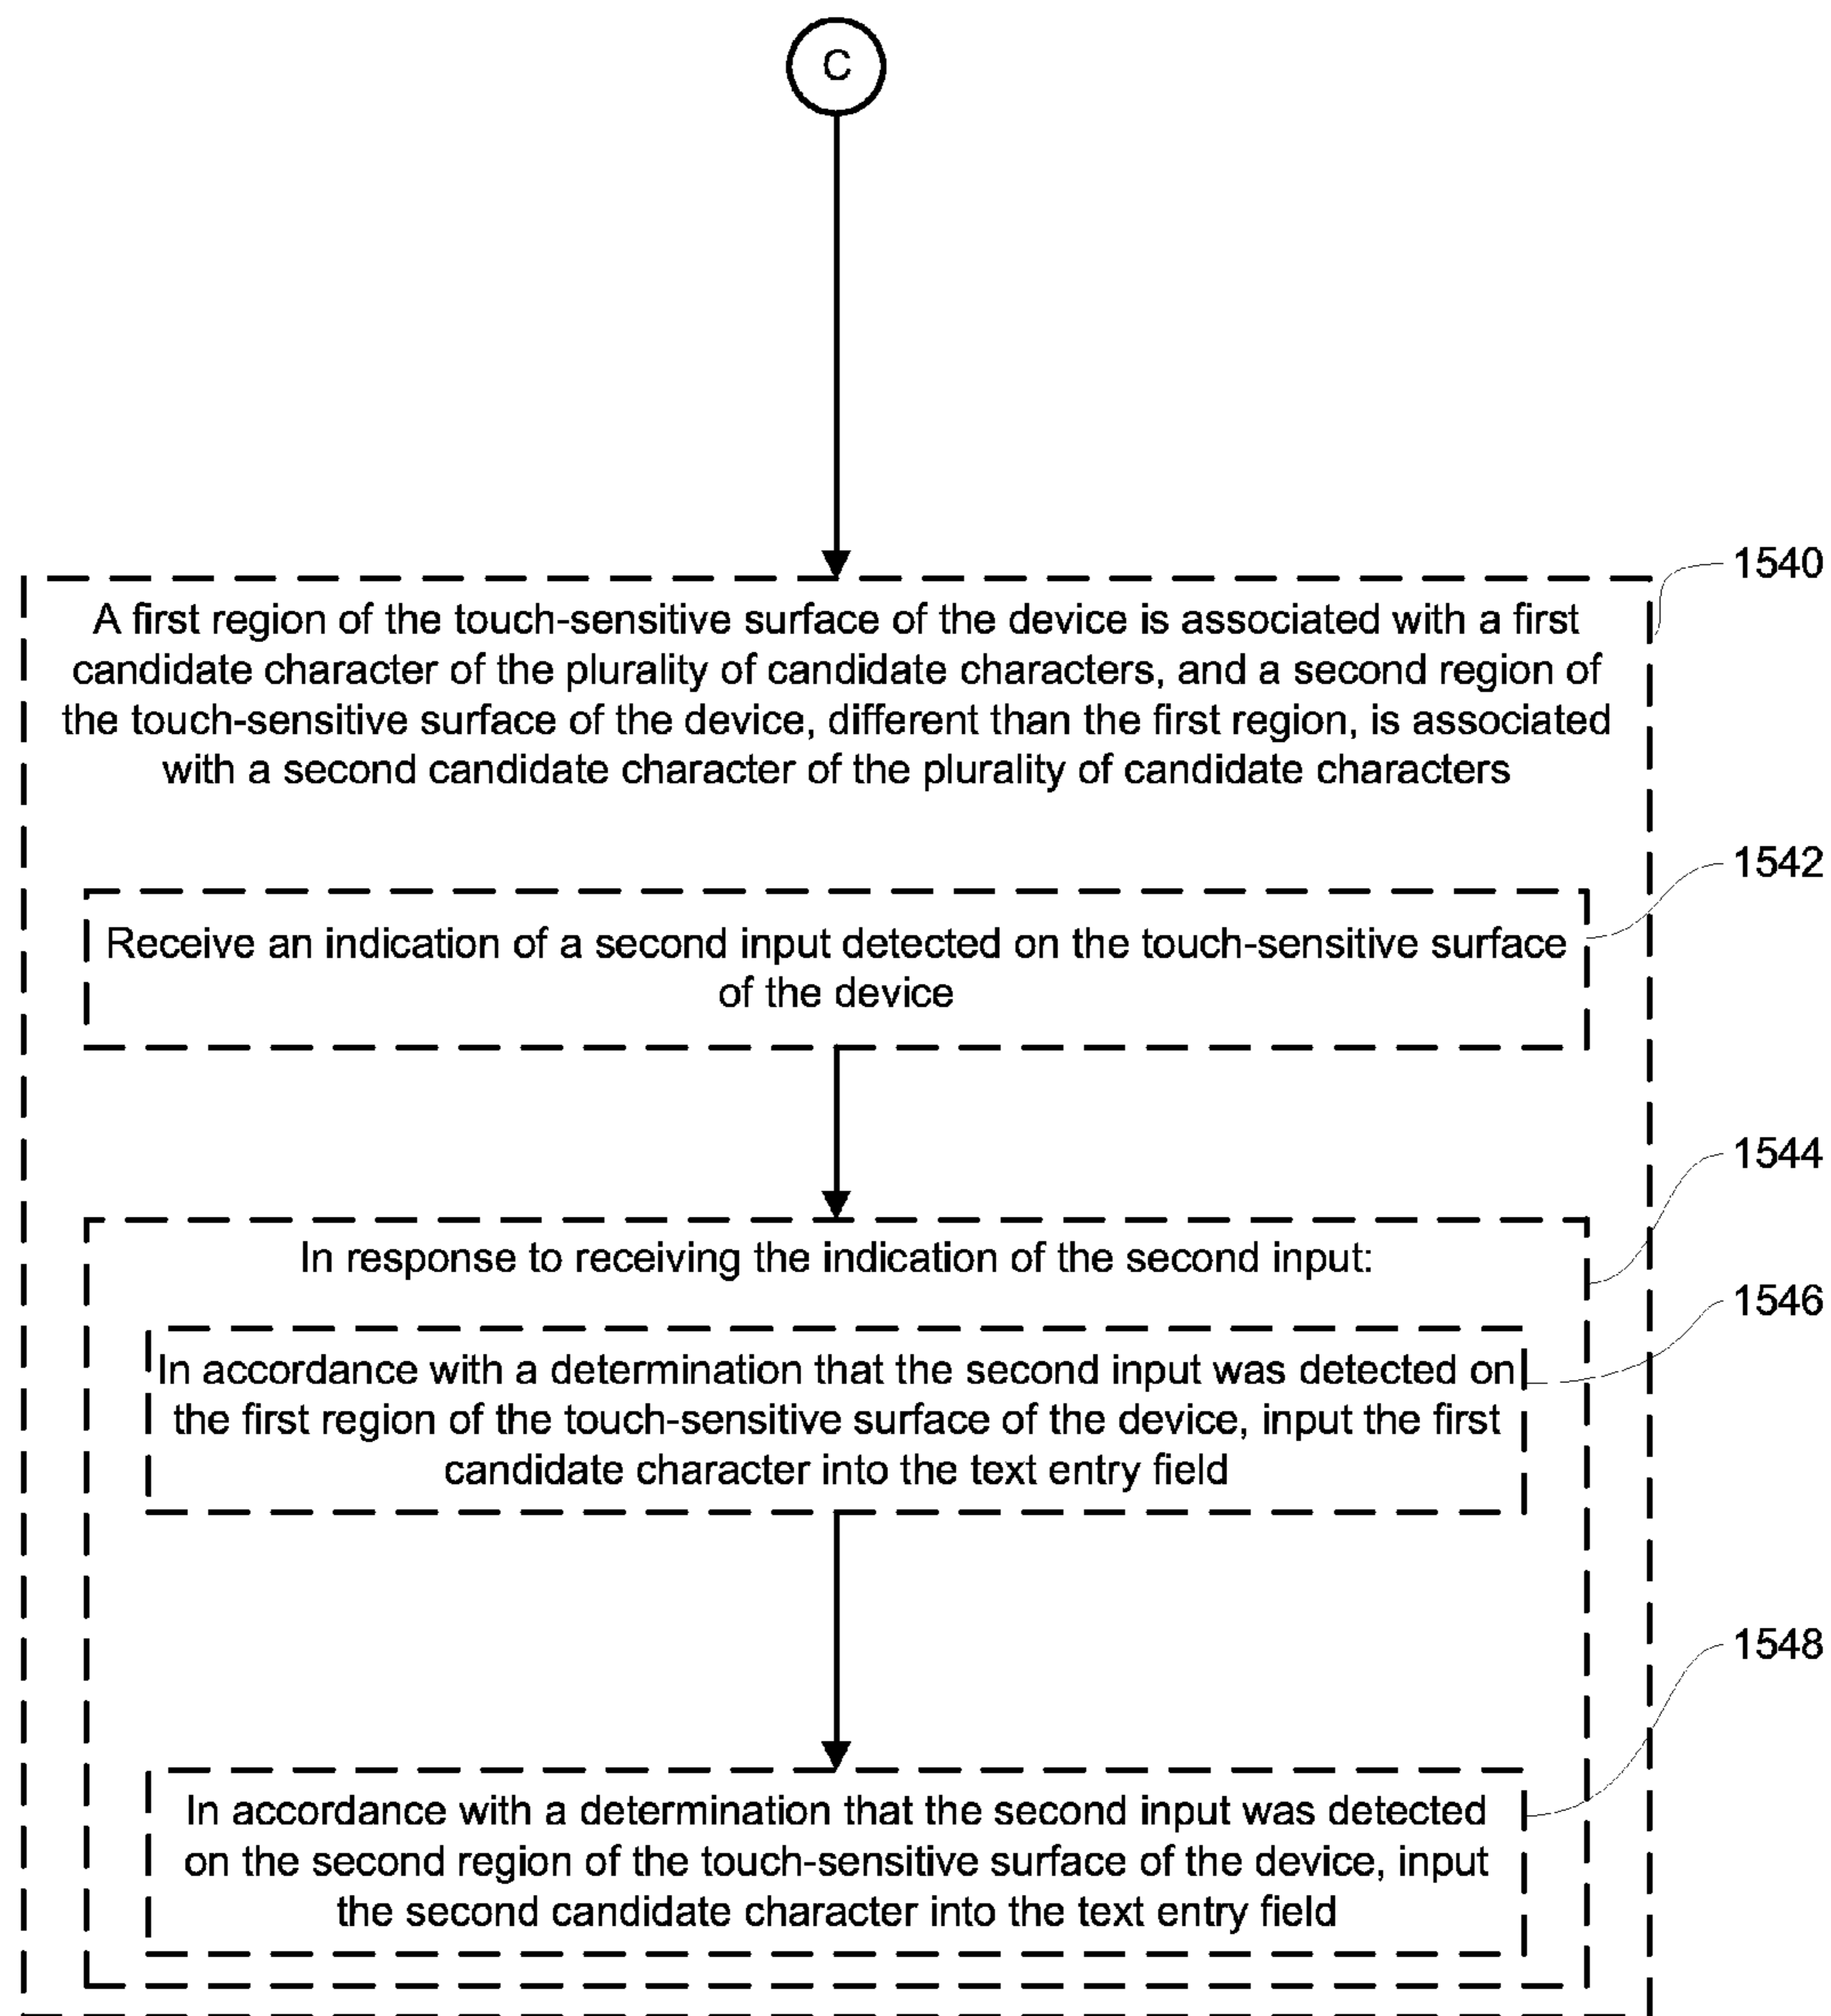 C
1540
A first region of the touch-sensitive surface of the device is associated with a first
candidate character of the plurality of candidate characters, and a second region of
the touch-sensitive surface of the device, different than the first region, is associated
with a second candidate character of the plurality of candidate characters
1542
Receive an indication of a second input detected on the touch-sensitive surface
of the device
1544
In response to receiving the indication of the second input:
1546
In accordance with a determination that the second input was detected on
the first region of the touch-sensitive surface of the device, input the first
candidate character into the text entry field
1548
In accordance with a determination that the second input was detected
on the second region of the touch-sensitive surface of the device, input
the second candidate character into the text entry field